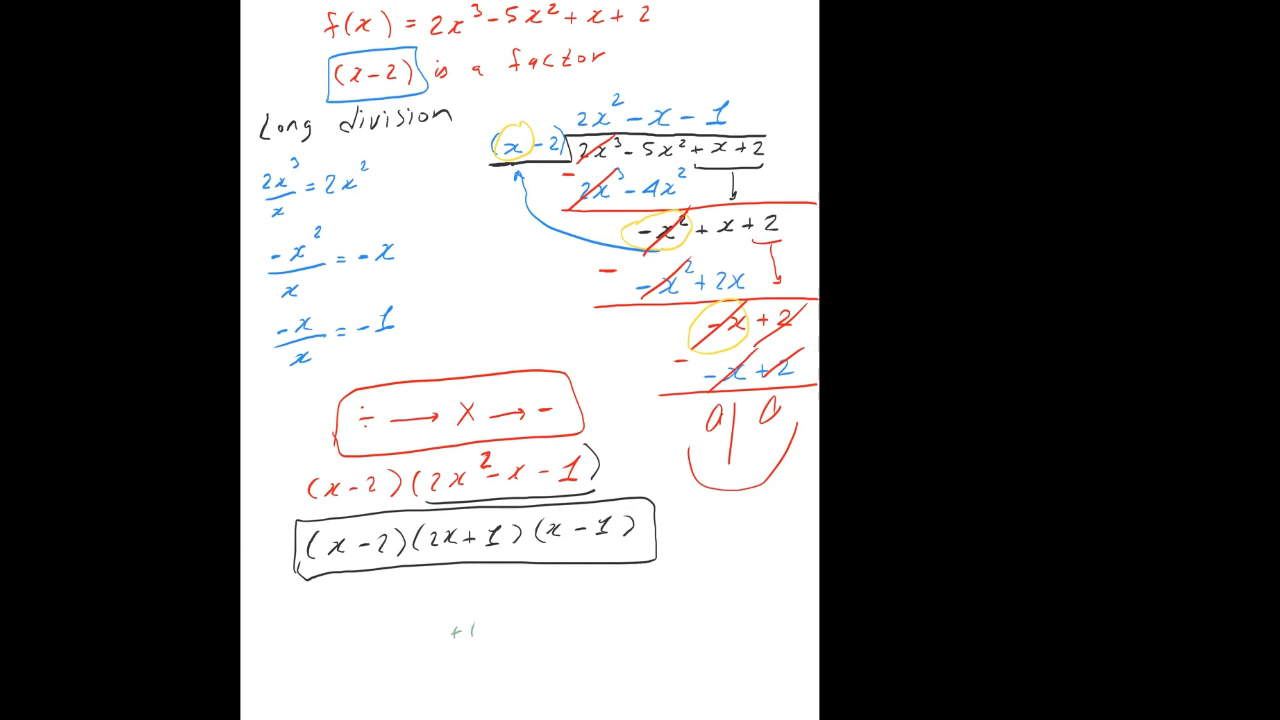 f(x) = 2x³ - 5x² + x + 2
(x-2) is a factor
Long division
2x² - x - 1
(x-2) 2x³ - 5x² + x + 2
- 2x³ - 4x²
-x² + x + 2
- -x² + 2x
-x + 2
- -x + 2
0 0
2x³/x = 2x²
-x²/x = -x
-x/x = -1
÷ → × → -
(x-2)(2x² - x - 1)
(x-2)(2x+1)(x-1)